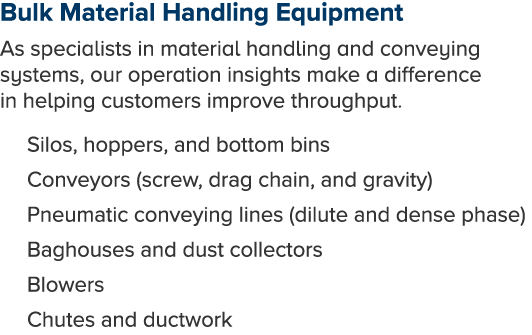 Bulk Material Handling Equipment
As specialists in material handling and conveying
systems, our operation insights make a difference
in helping customers improve throughput.
Silos, hoppers, and bottom bins
Conveyors (screw, drag chain, and gravity)
Pneumatic conveying lines (dilute and dense phase)
Baghouses and dust collectors
Blowers
Chutes and ductwork